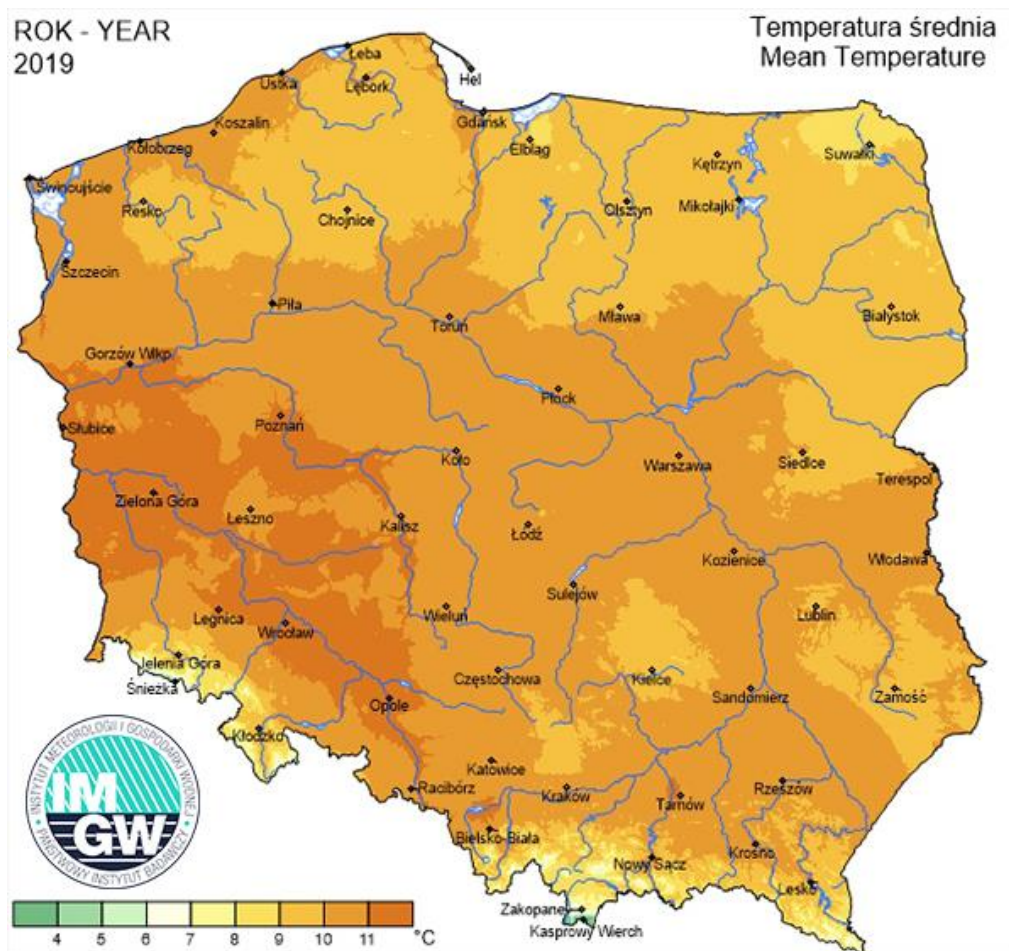 ROK - YEAR
2019
Temperatura średnia
Mean Temperature
Łeba
Hel
Ustka
Lębork
Gdańsk
Koszalin
Kołobrzeg
Elbląg
Kętrzyn
Suwałki
Świnoujście
Resko
Chojnice
Olsztyn
Mikołajki
Szczecin
Piła
Toruń
Mława
Białystok
Gorzów Wlkp
Płock
Słubice
Poznań
Koło
Warszawa
Siedlce
Terespol
Zielona Góra
Leszno
Kalisz
Łódź
Kozienice
Włodawa
Sulejów
Legnica
Wrocław
Wieluń
Lublin
Jelenia Góra
Śnieżka
Częstochowa
Kielce
Sandomierz
Zamość
Opole
Kłodzko
Katowice
Racibórz
Kraków
Tarnów
Rzeszów
Bielsko-Biała
Nowy Sącz
Krosno
Lesko
Zakopane
Kasprowy Wierch
INSTYTUT METEOROLOGII I GOSPODARKI WODNEJ
IM
GW
PAŃSTWOWY INSTYTUT BADAWCZY
4 5 6 7 8 9 10 11 °C